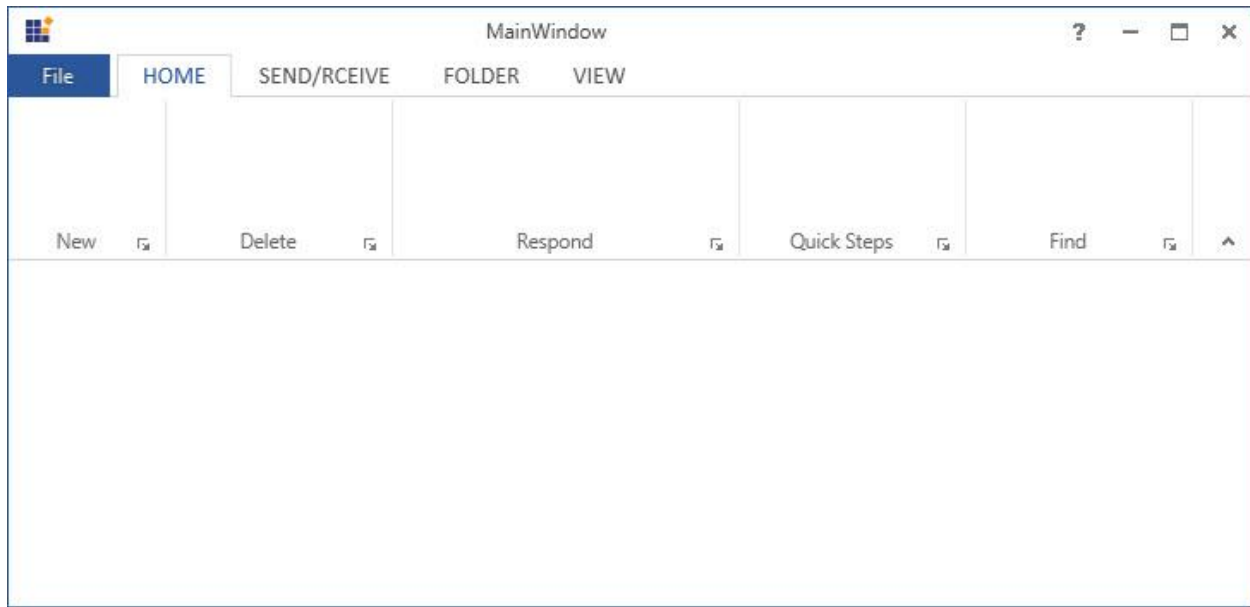 MainWindow ?
File HOME SEND/RCEIVE FOLDER VIEW
New Delete Respond Quick Steps Find